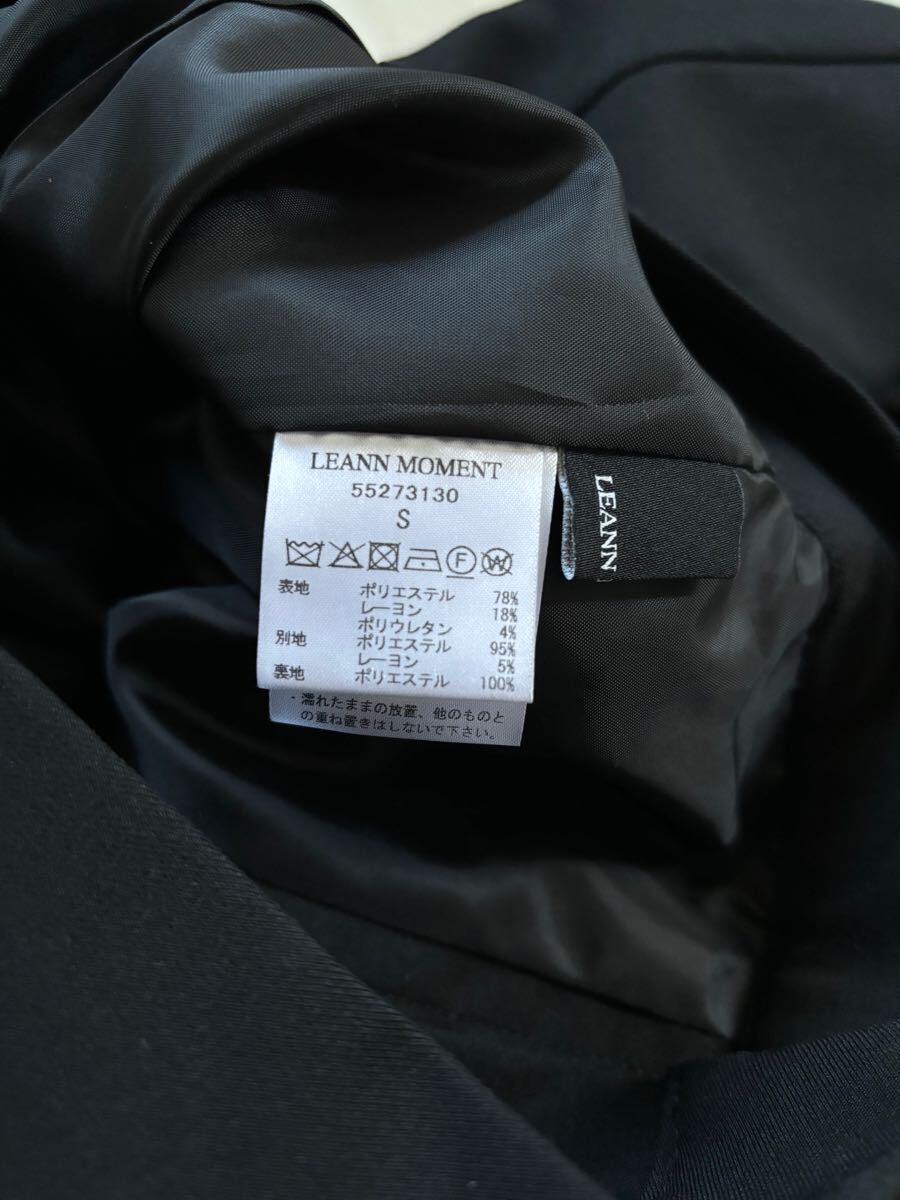 LEANN MOMENT
55273130
S
F W
表地 ポリエステル 78%
レーヨン 18%
ポリウレタン 4%
別地 ポリエステル 95%
レーヨン 5%
裏地 ポリエステル 100%
・濡れたままの放置、他のものと
の重ね置きはしないで下さい。
LEANN